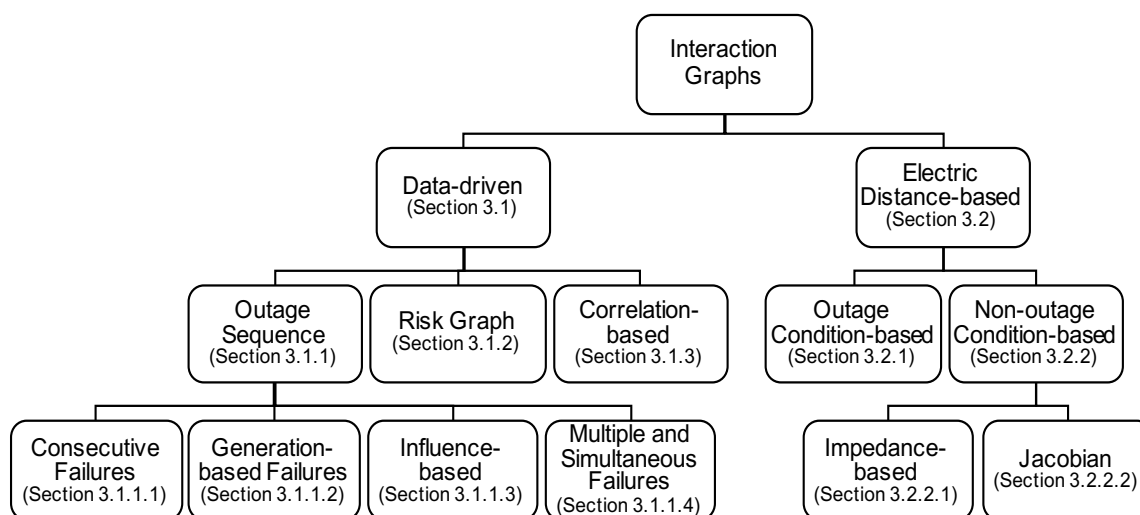 Interaction
Graphs
Data-driven
(Section 3.1)
Electric
Distance-based
(Section 3.2)
Outage
Sequence
(Section 3.1.1)
Risk Graph
(Section 3.1.2)
Correlation-
based
(Section 3.1.3)
Outage
Condition-based
(Section 3.2.1)
Non-outage
Condition-based
(Section 3.2.2)
Consecutive
Failures
(Section 3.1.1.1)
Generation-
based Failures
(Section 3.1.1.2)
Influence-
based
(Section 3.1.1.3)
Multiple and
Simultaneous
Failures
(Section 3.1.1.4)
Impedance-
based
(Section 3.2.2.1)
Jacobian
(Section 3.2.2.2)